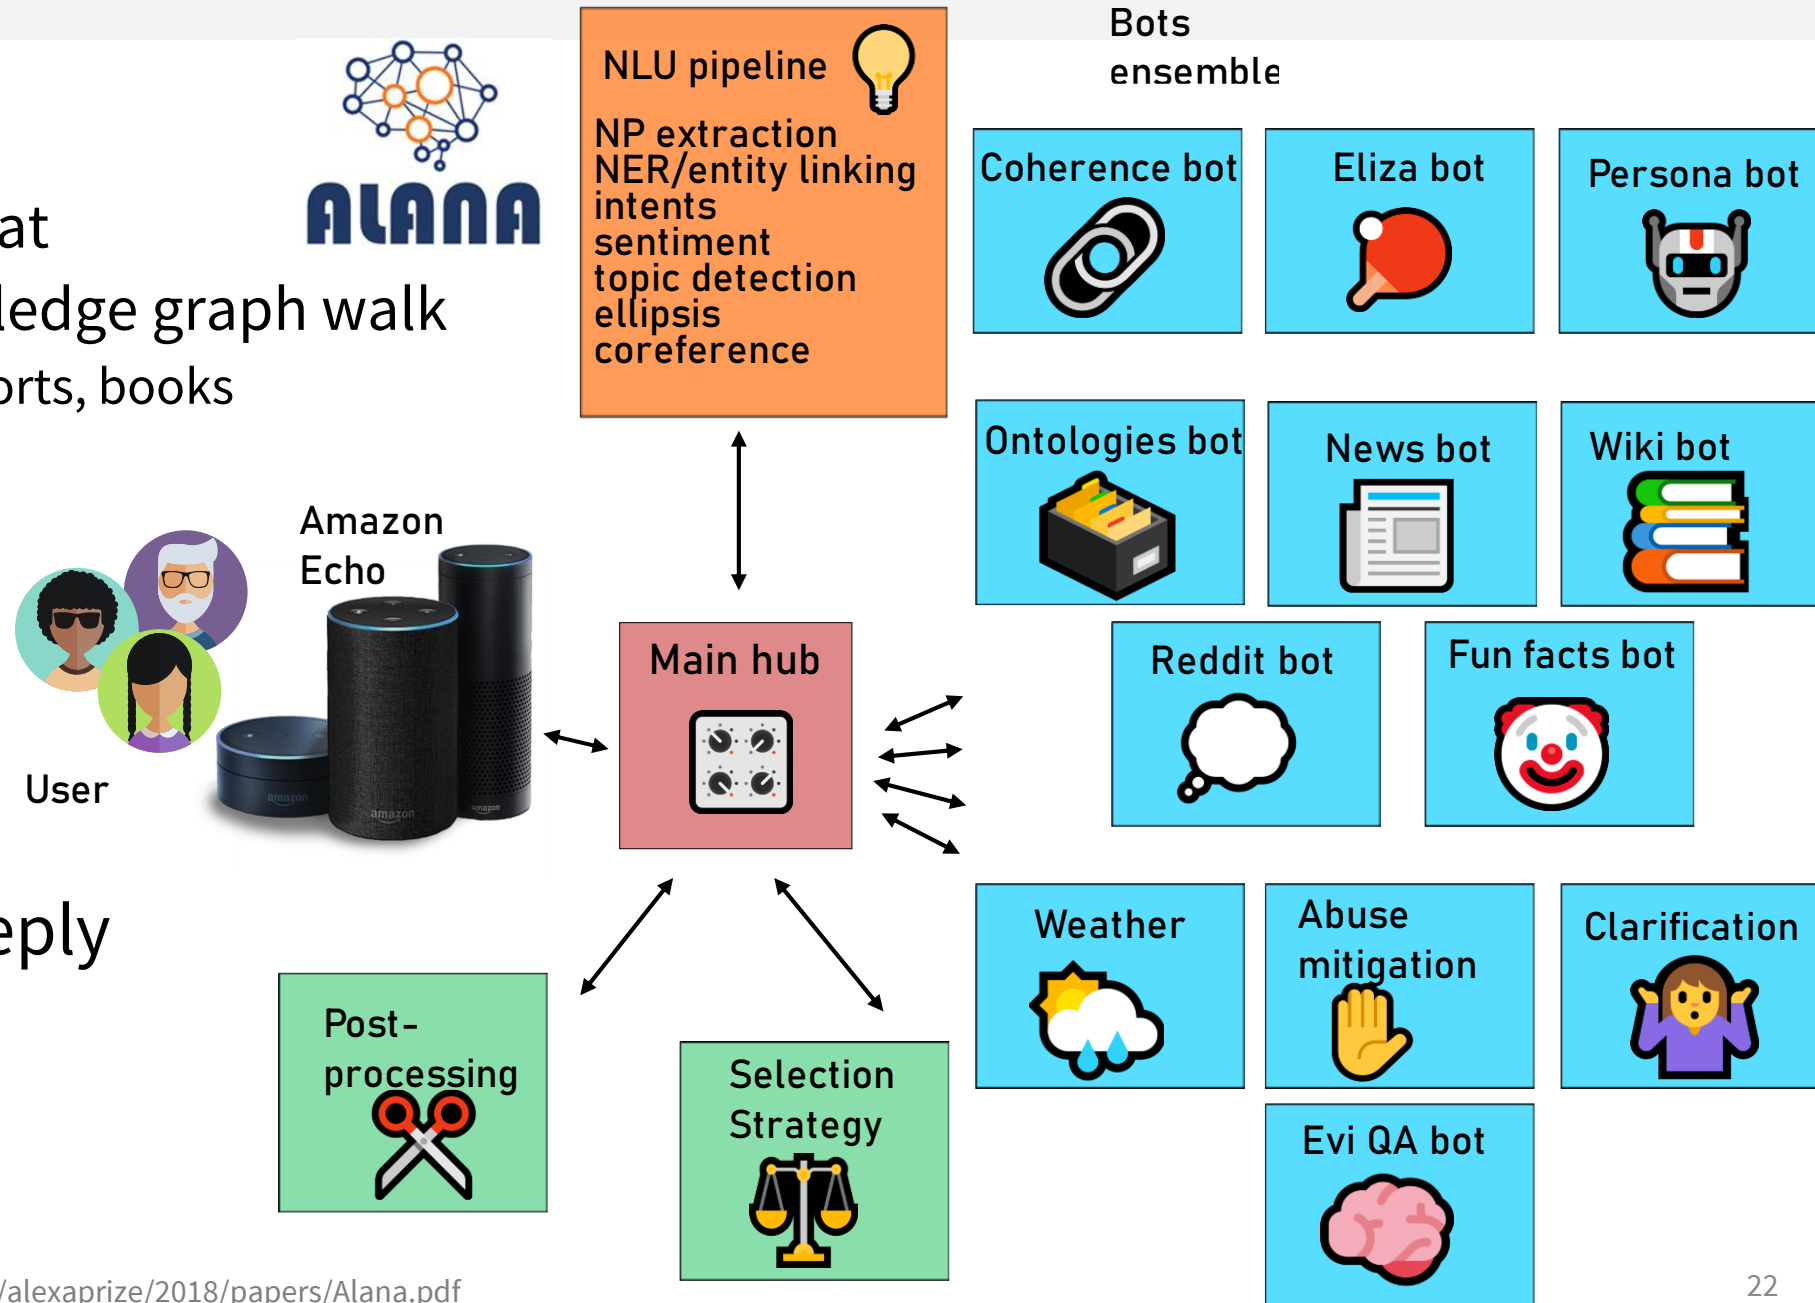 ALANA
at
ledge graph walk
orts, books
eply
NLU pipeline
NP extraction
NER/entity linking
intents
sentiment
topic detection
ellipsis
coreference
Bots
ensemble
Coherence bot
Eliza bot
Persona bot
Ontologies bot
News bot
Wiki bot
Amazon
Echo
amazon
amazon
amazon
User
Main hub
Reddit bot
Fun facts bot
Weather
Abuse
mitigation
Clarification
Post-
processing
Selection
Strategy
Evi QA bot
/alexaprize/2018/papers/Alana.pdf
22